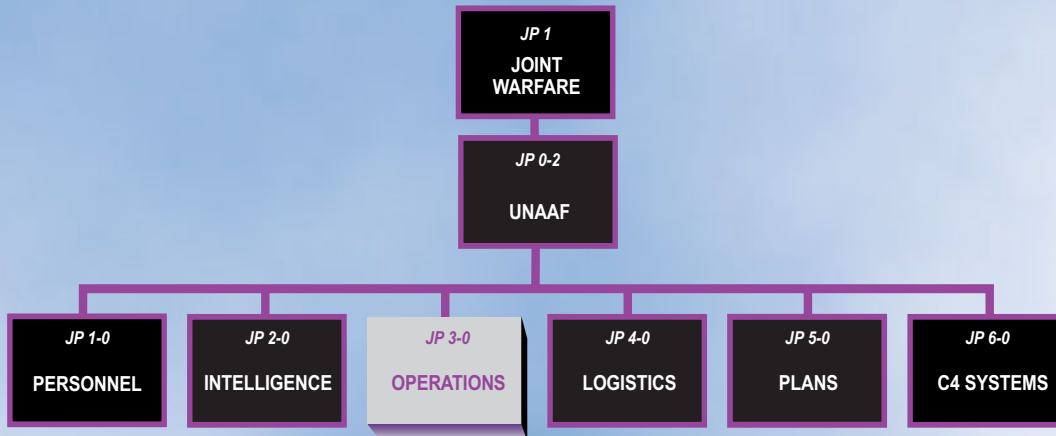 JP 1
JOINT
WARFARE
JP 0-2
UNAAF
JP 1-0
PERSONNEL
JP 2-0
INTELLIGENCE
JP 3-0
OPERATIONS
JP 4-0
LOGISTICS
JP 5-0
PLANS
JP 6-0
C4 SYSTEMS